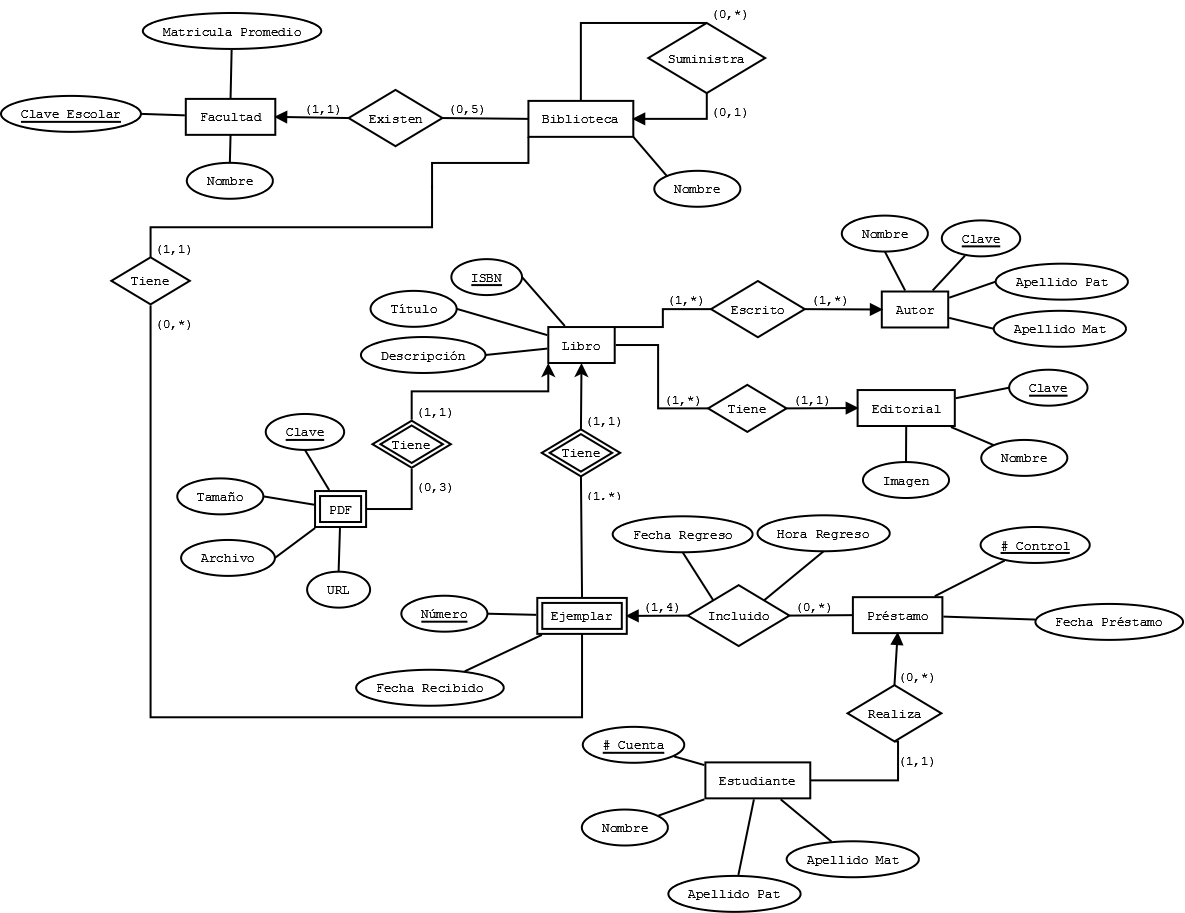 (0,*)
Matricula Promedio
Suministra
(1,1)
(0,5)
(0,1)
Clave Escolar
Facultad
Existen
Biblioteca
Nombre
Nombre
(1,1)
Nombre
Clave
Tiene
ISBN
Apellido Pat
(0,*)
Título
(1,*)
Escrito
(1,*)
Autor
Apellido Mat
Descripción
Libro
Clave
(1,*)
Tiene
(1,1)
Editorial
(1,1)
(1,1)
Clave
Tiene
Tiene
Nombre
Imagen
(0,3)
(1,*)
Tamaño
PDF
Archivo
URL
Fecha Regreso
Hora Regreso
# Control
Número
Ejemplar
(1,4)
Incluido
(0,*)
Préstamo
Fecha Préstamo
Fecha Recibido
(0,*)
Realiza
# Cuenta
(1,1)
Estudiante
Nombre
Apellido Mat
Apellido Pat